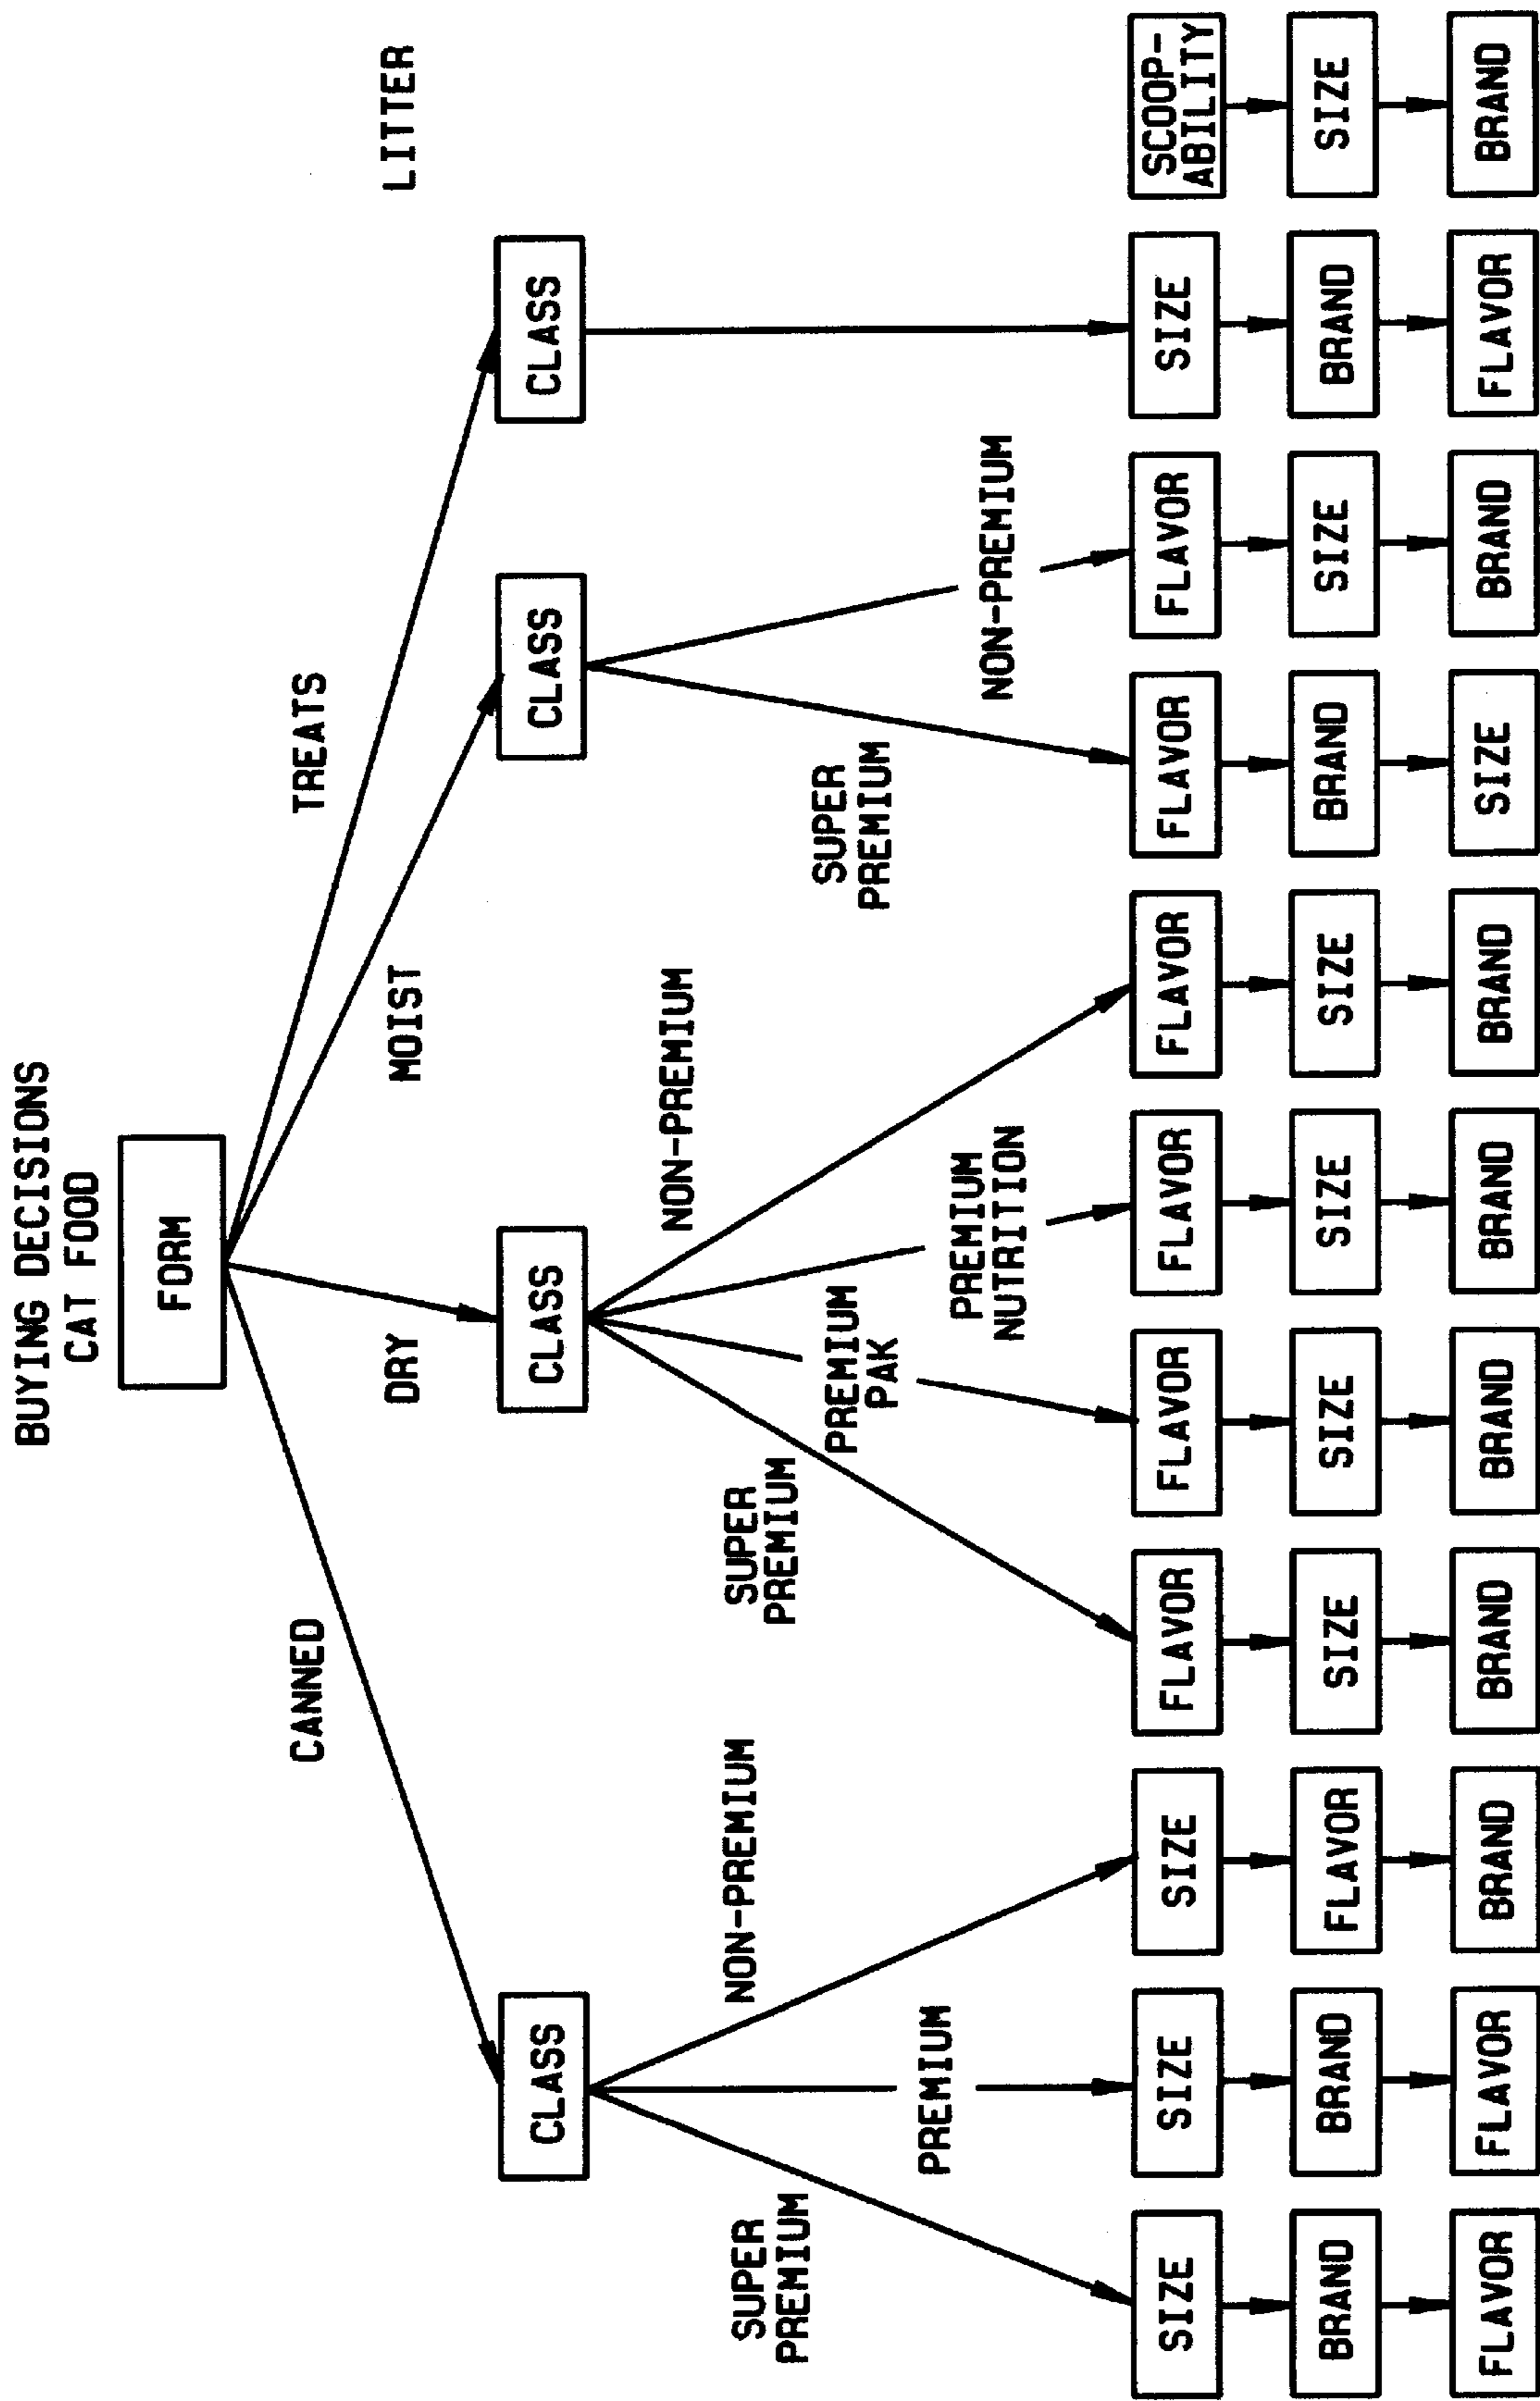 BUYING DECISIONS
CAT FOOD
FORM
CANNED
DRY
MOIST
TREATS
LITTER
CLASS
CLASS
CLASS
CLASS
SUPER
PREMIUM
PREMIUM
NON-PREMIUM
SUPER
PREMIUM
PREMIUM
PAK
PREMIUM
NUTRITION
NON-PREMIUM
SUPER
PREMIUM
NON-PREMIUM
SIZE
BRAND
FLAVOR
SIZE
BRAND
FLAVOR
SIZE
FLAVOR
BRAND
FLAVOR
SIZE
BRAND
FLAVOR
SIZE
BRAND
FLAVOR
SIZE
BRAND
FLAVOR
SIZE
BRAND
FLAVOR
BRAND
SIZE
FLAVOR
SIZE
BRAND
SIZE
BRAND
FLAVOR
SCOOP-
ABILITY
SIZE
BRAND